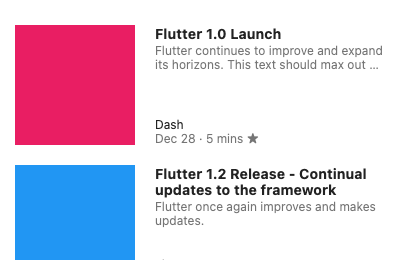 Flutter 1.0 Launch
Flutter continues to improve and expand
its horizons. This text should max out ...
Dash
Dec 28 · 5 mins ★
Flutter 1.2 Release - Continual
updates to the framework
Flutter once again improves and makes
updates.